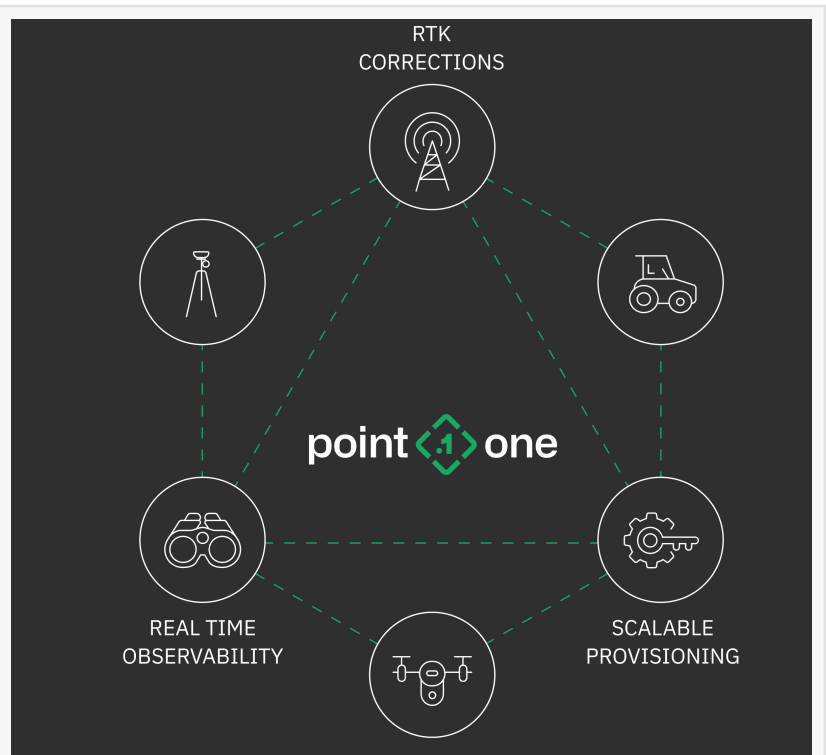 RTK
CORRECTIONS
point .1 one
REAL TIME
OBSERVABILITY
SCALABLE
PROVISIONING